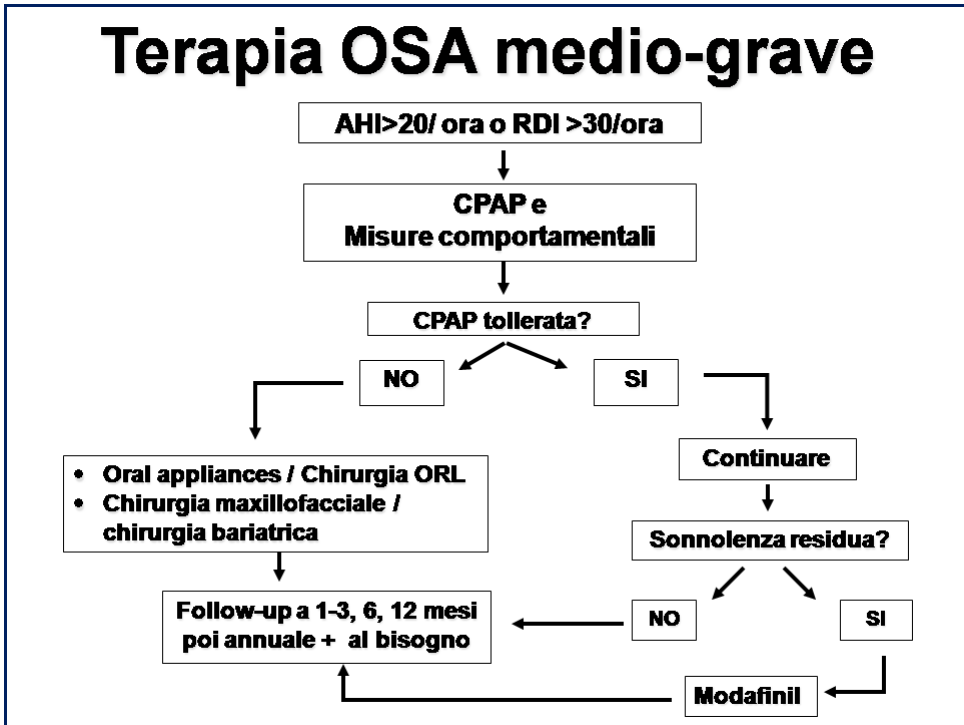 Terapia OSA medio-grave
AHI>20/ ora o RDI >30/ora
CPAP e
Misure comportamentali
CPAP tollerata?
NO
SI
• Oral appliances / Chirurgia ORL
• Chirurgia maxillofacciale /
chirurgia bariatrica
Continuare
Sonnolenza residua?
Follow-up a 1-3, 6, 12 mesi
poi annuale + al bisogno
NO
SI
Modafinil